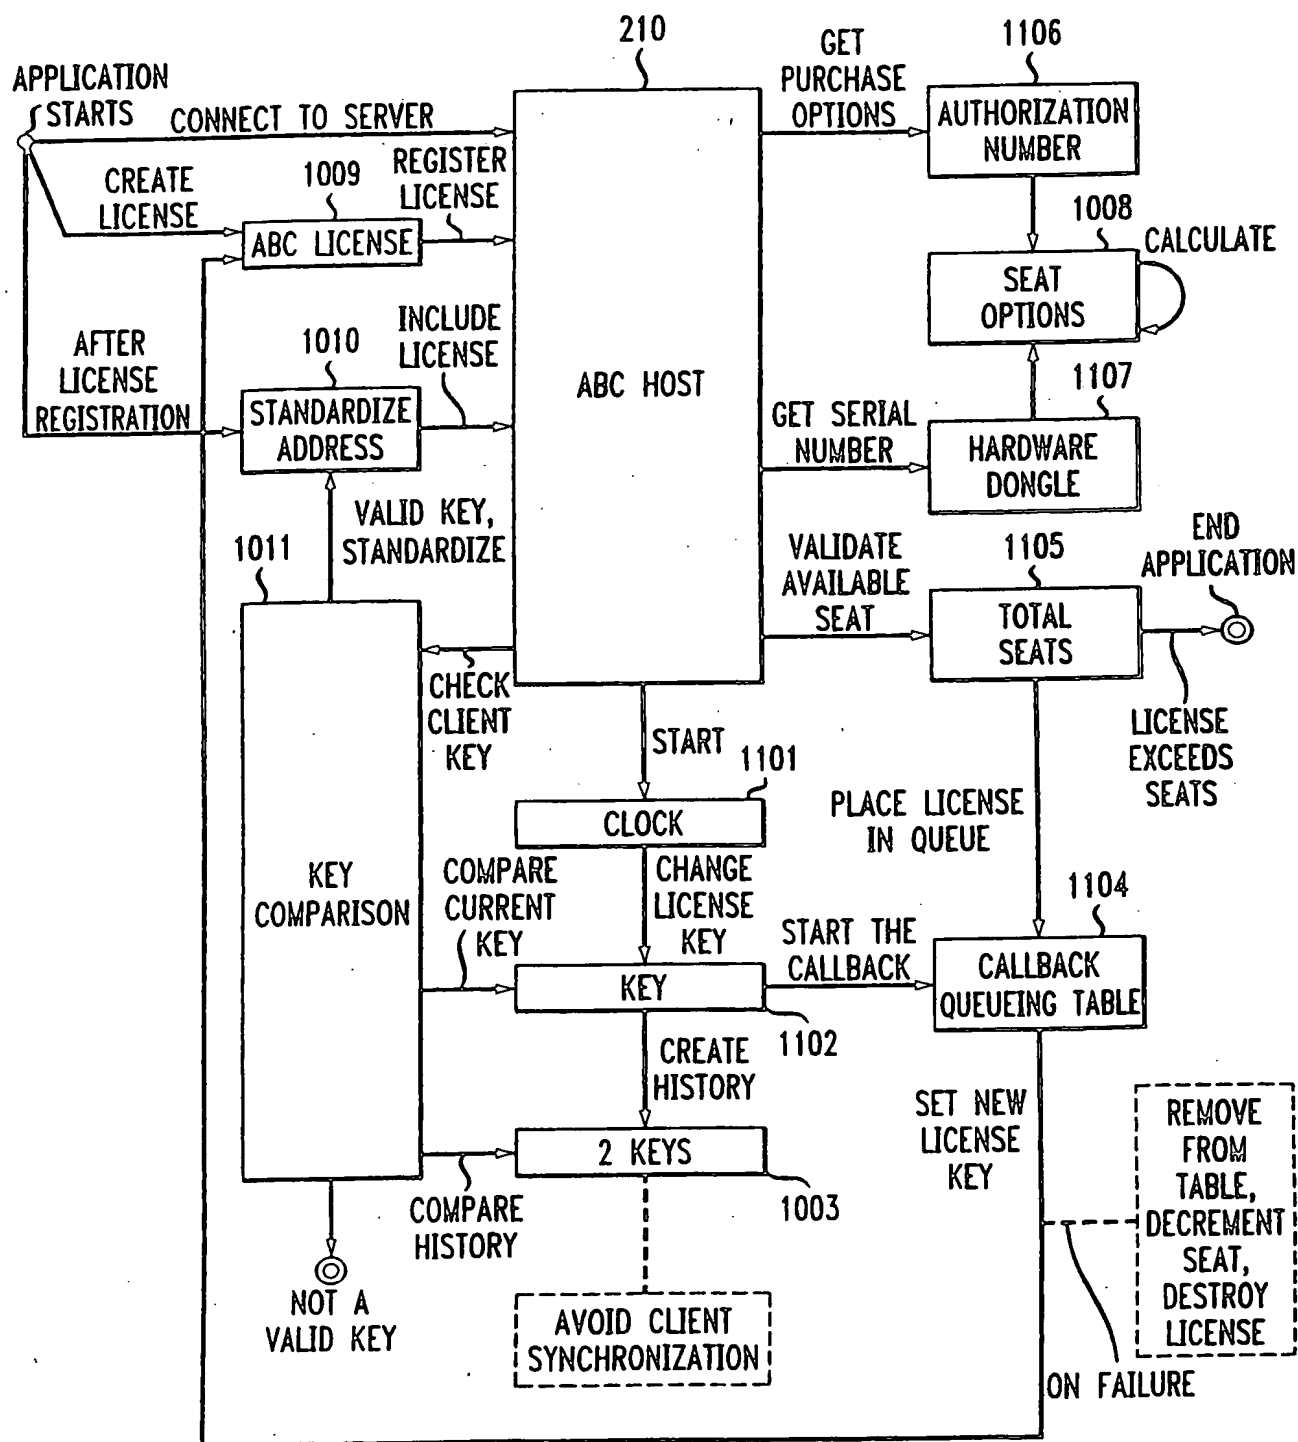 210
1106
GET
PURCHASE
OPTIONS
APPLICATION
STARTS
CONNECT TO SERVER
AUTHORIZATION
NUMBER
CREATE
LICENSE
1009
REGISTER
LICENSE
ABC LICENSE
1008
CALCULATE
SEAT
OPTIONS
AFTER
LICENSE
REGISTRATION
1010
INCLUDE
LICENSE
STANDARDIZE
ADDRESS
ABC HOST
1107
GET SERIAL
NUMBER
HARDWARE
DONGLE
VALID KEY,
STANDARDIZE
1011
VALIDATE
AVAILABLE
SEAT
1105
END
APPLICATION
TOTAL
SEATS
CHECK
CLIENT
KEY
START
1101
LICENSE
EXCEEDS
SEATS
CLOCK
PLACE LICENSE
IN QUEUE
KEY
COMPARISON
COMPARE
CURRENT
KEY
CHANGE
LICENSE
KEY
1104
START THE
CALLBACK
CALLBACK
QUEUEING TABLE
KEY
1102
CREATE
HISTORY
SET NEW
LICENSE
KEY
REMOVE
FROM
TABLE,
DECREMENT
SEAT,
DESTROY
LICENSE
2 KEYS
1003
COMPARE
HISTORY
NOT A
VALID KEY
AVOID CLIENT
SYNCHRONIZATION
ON FAILURE